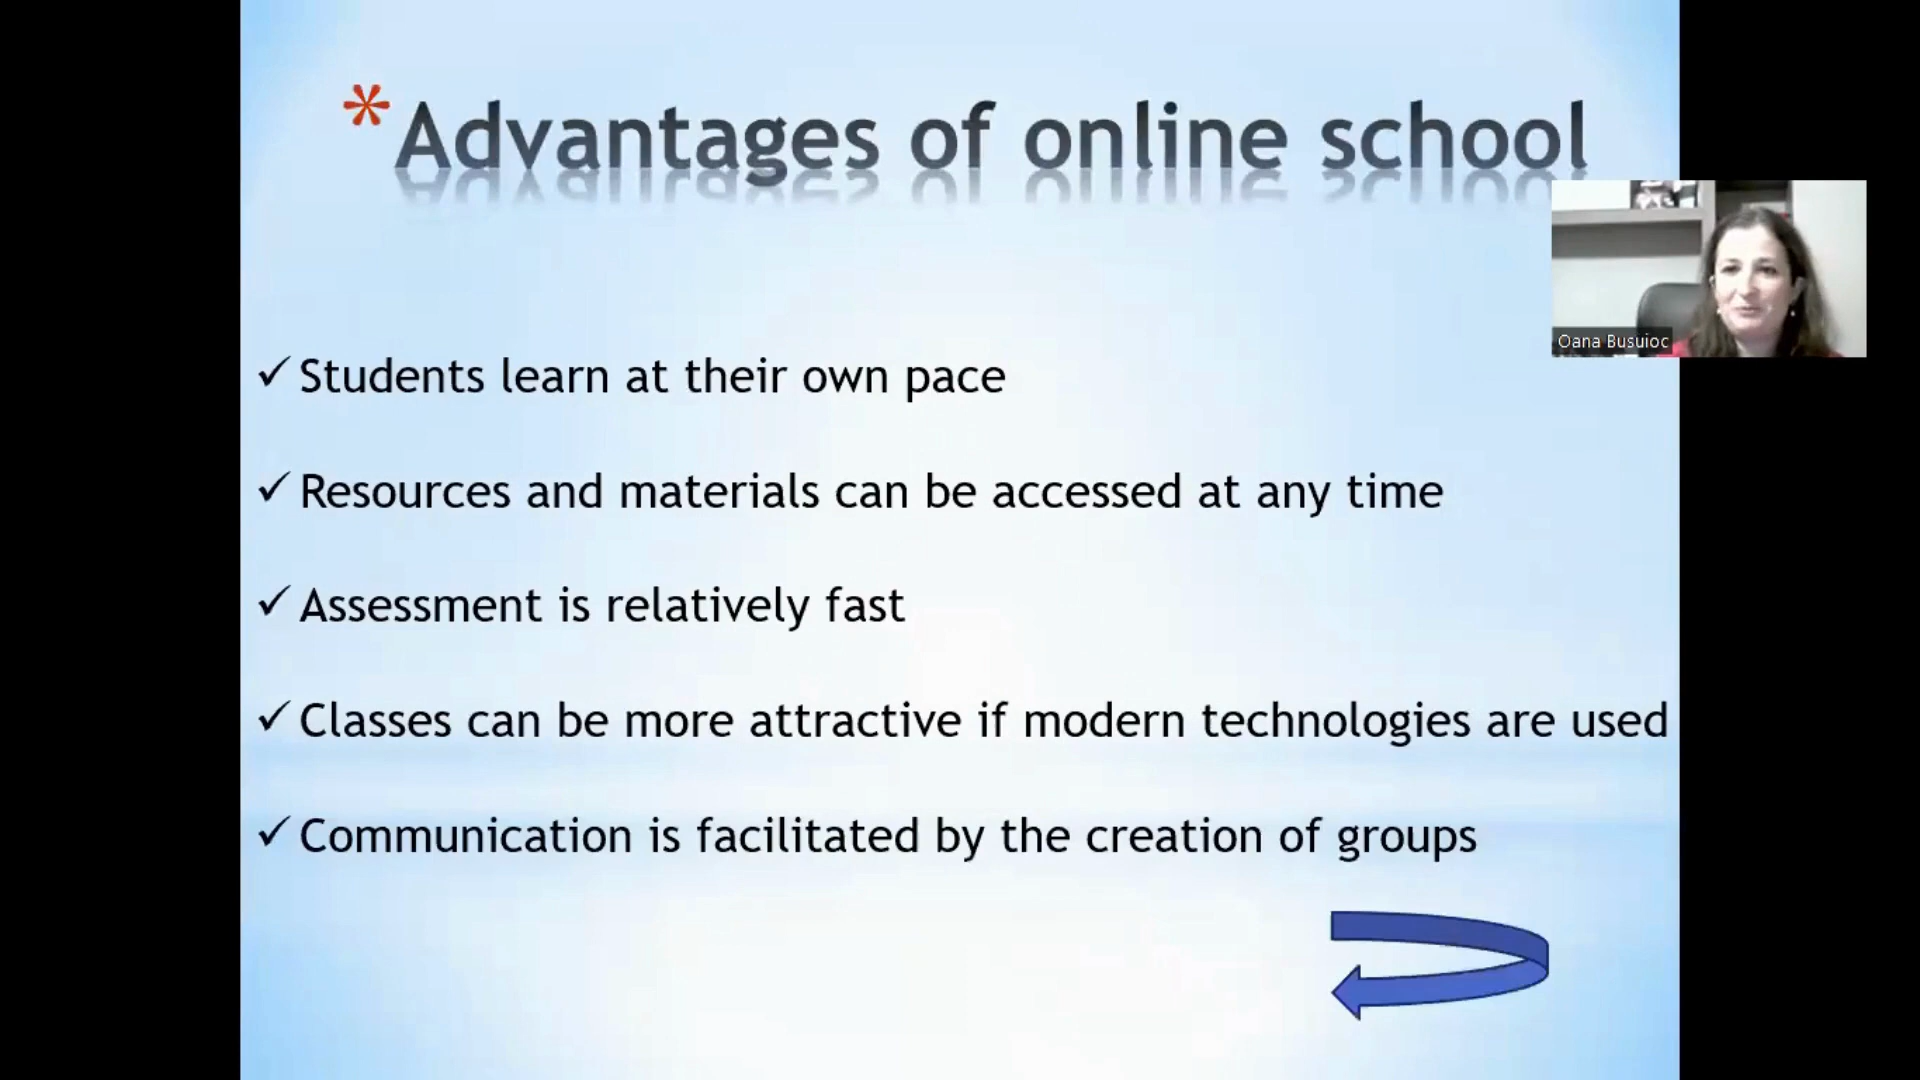 *Advantages of online school
✓ Students learn at their own pace
✓ Resources and materials can be accessed at any time
✓ Assessment is relatively fast
✓ Classes can be more attractive if modern technologies are used
✓ Communication is facilitated by the creation of groups
Oana Busuioc